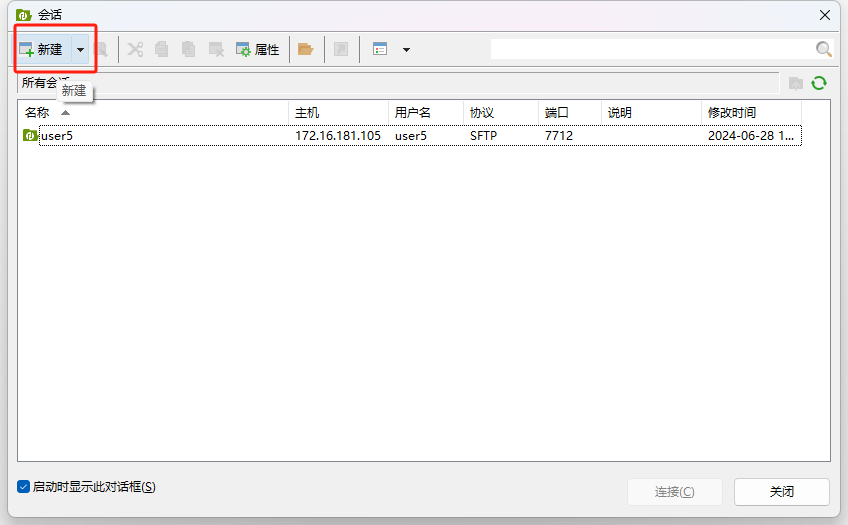 会话
新建
属性
所有会话
新建
名称 主机 用户名 协议 端口 说明 修改时间
user5 172.16.181.105 user5 SFTP 7712 2024-06-28 1...
启动时显示此对话框(S)
连接(C)
关闭